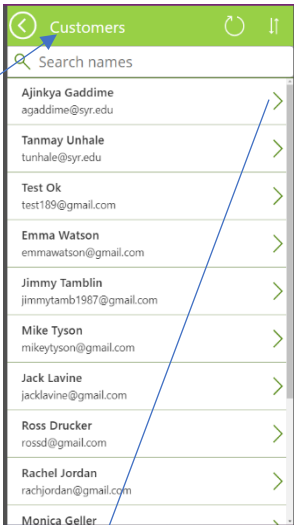 Customers
Search names
Ajinkya Gaddime
agaddime@syr.edu
Tanmay Unhale
tunhale@syr.edu
Test Ok
test189@gmail.com
Emma Watson
emmawatson@gmail.com
Jimmy Tamblin
jimmytamb1987@gmail.com
Mike Tyson
mikeytyson@gmail.com
Jack Lavine
jacklavine@gmail.com
Ross Drucker
rossd@gmail.com
Rachel Jordan
rachjordan@gmail.com
Monica Geller